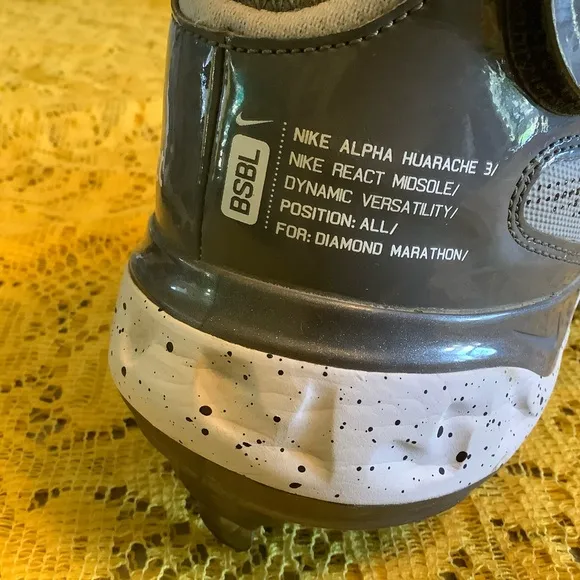 BSBL
NIKE ALPHA HUARACHE 3/
NIKE REACT MIDSOLE/
DYNAMIC VERSATILITY/
POSITION: ALL/
FOR: DIAMOND MARATHON/